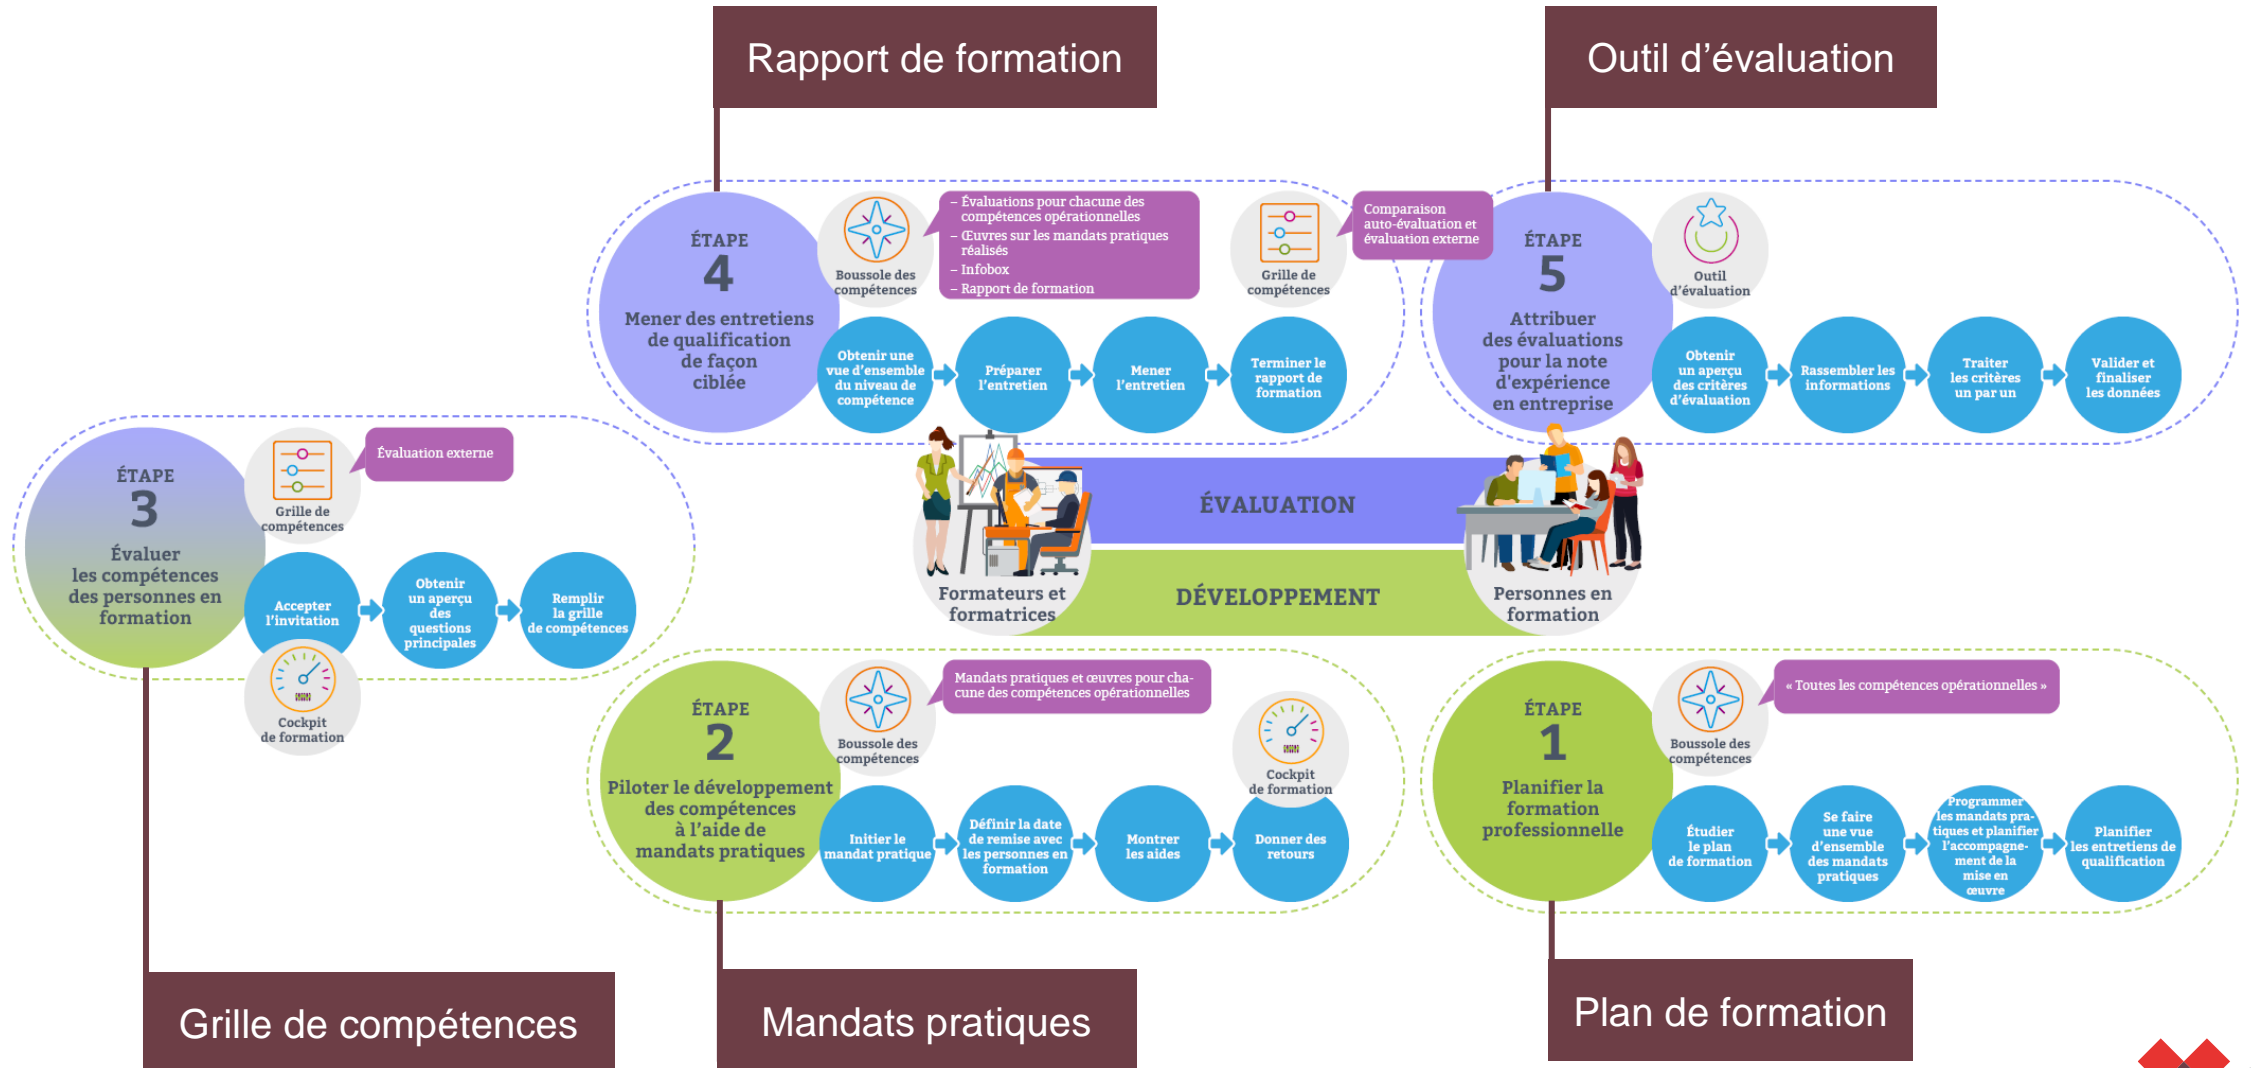 Rapport de formation
Outil d’évaluation
ÉTAPE
4
Mener des entretiens
de qualification
de façon
ciblée
Boussole des
compétences
– Évaluations pour chacune des
compétences opérationnelles
– Œuvres sur les mandats pratiques
réalisés
– Infobox
– Rapport de formation
Grille de
compétences
Comparaison
auto-évaluation et
évaluation externe
Obtenir une
vue d'ensemble
du niveau de
compétence
Préparer
l'entretien
Mener
l'entretien
Terminer le
rapport de
formation
ÉTAPE
5
Attribuer
des évaluations
pour la note
d'expérience
en entreprise
Outil
d'évaluation
Obtenir
un aperçu
des critères
d'évaluation
Rassembler les
informations
Traiter
les critères
un par un
Valider et
finaliser
les données
ÉTAPE
3
Évaluer
les compétences
des personnes en
formation
Grille de
compétences
Évaluation externe
Accepter
l'invitation
Obtenir
un aperçu
des
questions
principales
Remplir
la grille
de compétences
Cockpit
de formation
ÉVALUATION
DÉVELOPPEMENT
Formateurs et
formatrices
Personnes en
formation
ÉTAPE
2
Piloter le développement
des compétences
à l'aide de
mandats pratiques
Boussole des
compétences
Mandats pratiques et œuvres pour cha-
cune des compétences opérationnelles
Cockpit
de formation
Initier le
mandat pratique
Définir la date
de remise avec
les personnes en
formation
Montrer
les aides
Donner des
retours
ÉTAPE
1
Planifier la
formation
professionnelle
Boussole des
compétences
« Toutes les compétences opérationnelles »
Étudier
le plan
de formation
Se faire
une vue
d'ensemble
des mandats
pratiques
Programmer
les mandats pra-
tiques et planifier
l'accompagne-
ment de la
mise en
œuvre
Planifier
les entretiens de
qualification
Grille de compétences
Mandats pratiques
Plan de formation